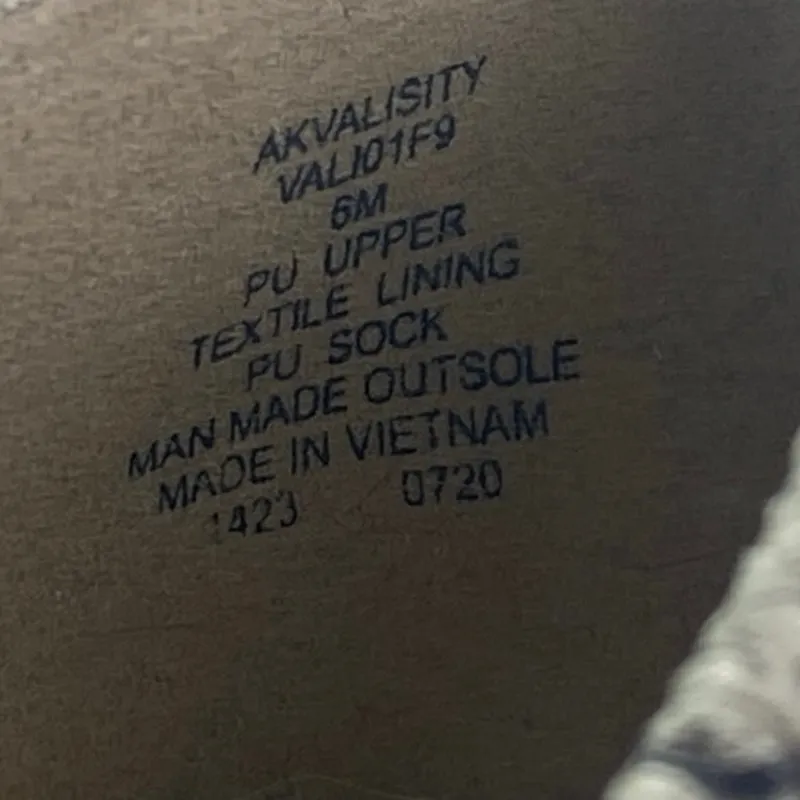 AKVALISITY
VALI01F9
6M
PU UPPER
TEXTILE LINING
PU SOCK
MAN MADE OUTSOLE
MADE IN VIETNAM
1423 0720